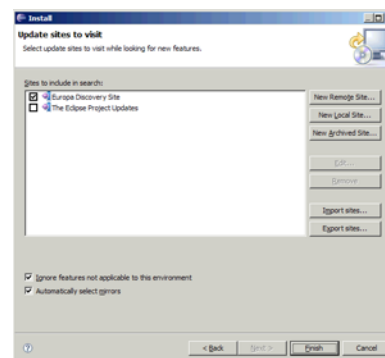 Install
Update sites to visit
Select update sites to visit while looking for new features.
Sites to include in search:
Europa Discovery Site
The Eclipse Project Updates
New Remote Site...
New Local Site...
New Archived Site...
Edit...
Remove
Import sites...
Export sites...
Ignore features not applicable to this environment
Automatically select mirrors
?
< Back
Next >
Finish
Cancel